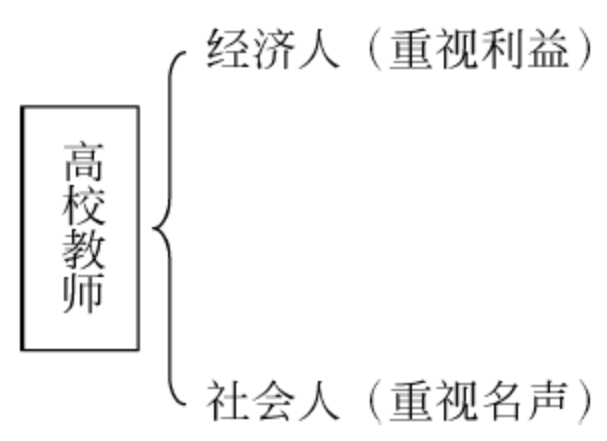 经济人（重视利益）
高校教师
社会人（重视名声）